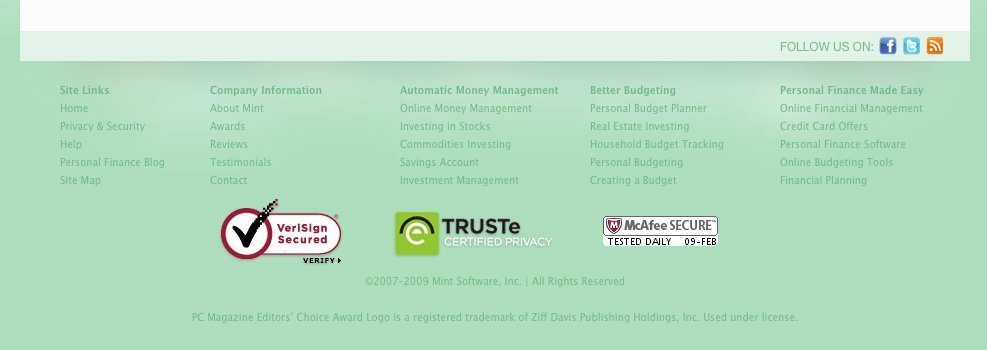 FOLLOW US ON:
Site Links
Home
Privacy & Security
Help
Personal Finance Blog
Site Map
Company Information
About Mint
Awards
Reviews
Testimonials
Contact
Automatic Money Management
Online Money Management
Investing in Stocks
Commodities Investing
Savings Account
Investment Management
Better Budgeting
Personal Budget Planner
Real Estate Investing
Household Budget Tracking
Personal Budgeting
Creating a Budget
Personal Finance Made Easy
Online Financial Management
Credit Card Offers
Personal Finance Software
Online Budgeting Tools
Financial Planning
VeriSign®
Secured
VERIFY
TRUSTe
CERTIFIED PRIVACY
McAfee SECURE™
TESTED DAILY 09-FEB
©2007-2009 Mint Software, Inc. | All Rights Reserved
PC Magazine Editors' Choice Award Logo is a registered trademark of Ziff Davis Publishing Holdings, Inc. Used under license.